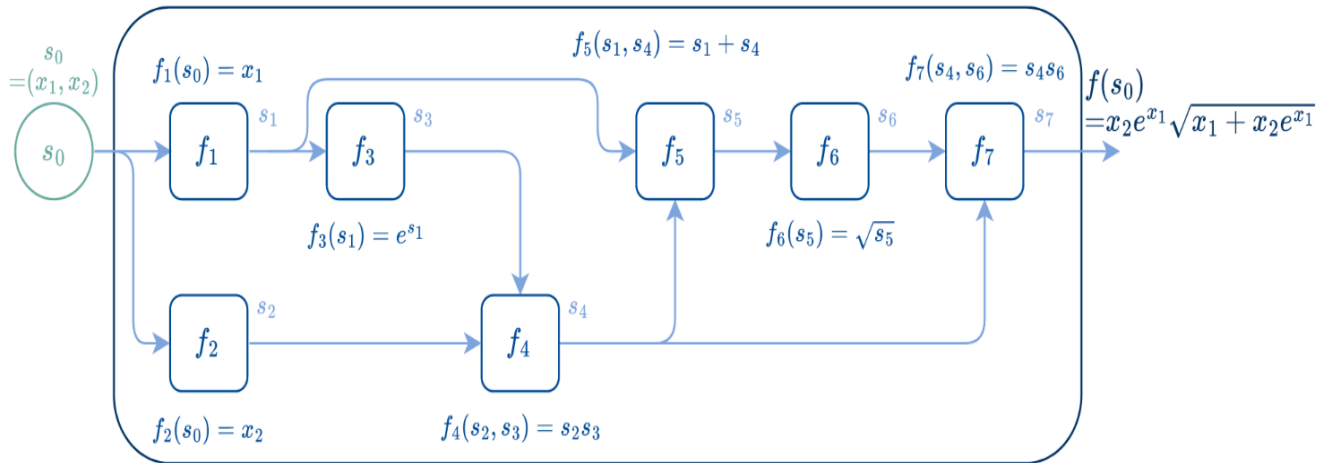 s₀
=(x₁, x₂)
s₀
f₁(s₀) = x₁
f₁
s₁
f₃
s₃
f₃(s₁) = e^{s₁}
f₂
s₂
f₂(s₀) = x₂
f₄
s₄
f₄(s₂, s₃) = s₂s₃
f₅(s₁, s₄) = s₁ + s₄
f₅
s₅
f₆
s₆
f₆(s₅) = √s₅
f₇(s₄, s₆) = s₄s₆
f₇
s₇
f(s₀)
=x₂e^{x₁}√(x₁ + x₂e^{x₁})